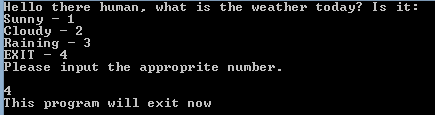 Hello there human, what is the weather today? Is it:
Sunny - 1
Cloudy - 2
Raining - 3
EXIT - 4
Please input the approprite number.
4
This program will exit now